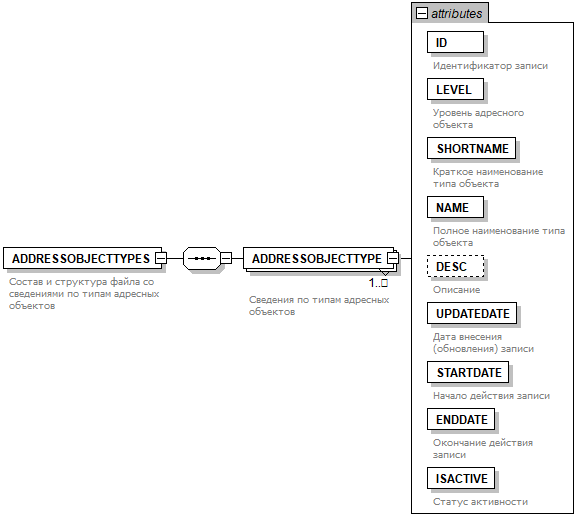 attributes
ID
Идентификатор записи
LEVEL
Уровень адресного
объекта
SHORTNAME
Краткое наименование
типа объекта
NAME
Полное наименование типа
объекта
ADDRESSOBJECTTYPES
Состав и структура файла со
сведениями по типам адресных
объектов
ADDRESSOBJECTTYPE
1..□
Сведения по типам адресных
объектов
DESC
Описание
UPDATEDATE
Дата внесения
(обновления) записи
STARTDATE
Начало действия записи
ENDDATE
Окончание действия
записи
ISACTIVE
Статус активности